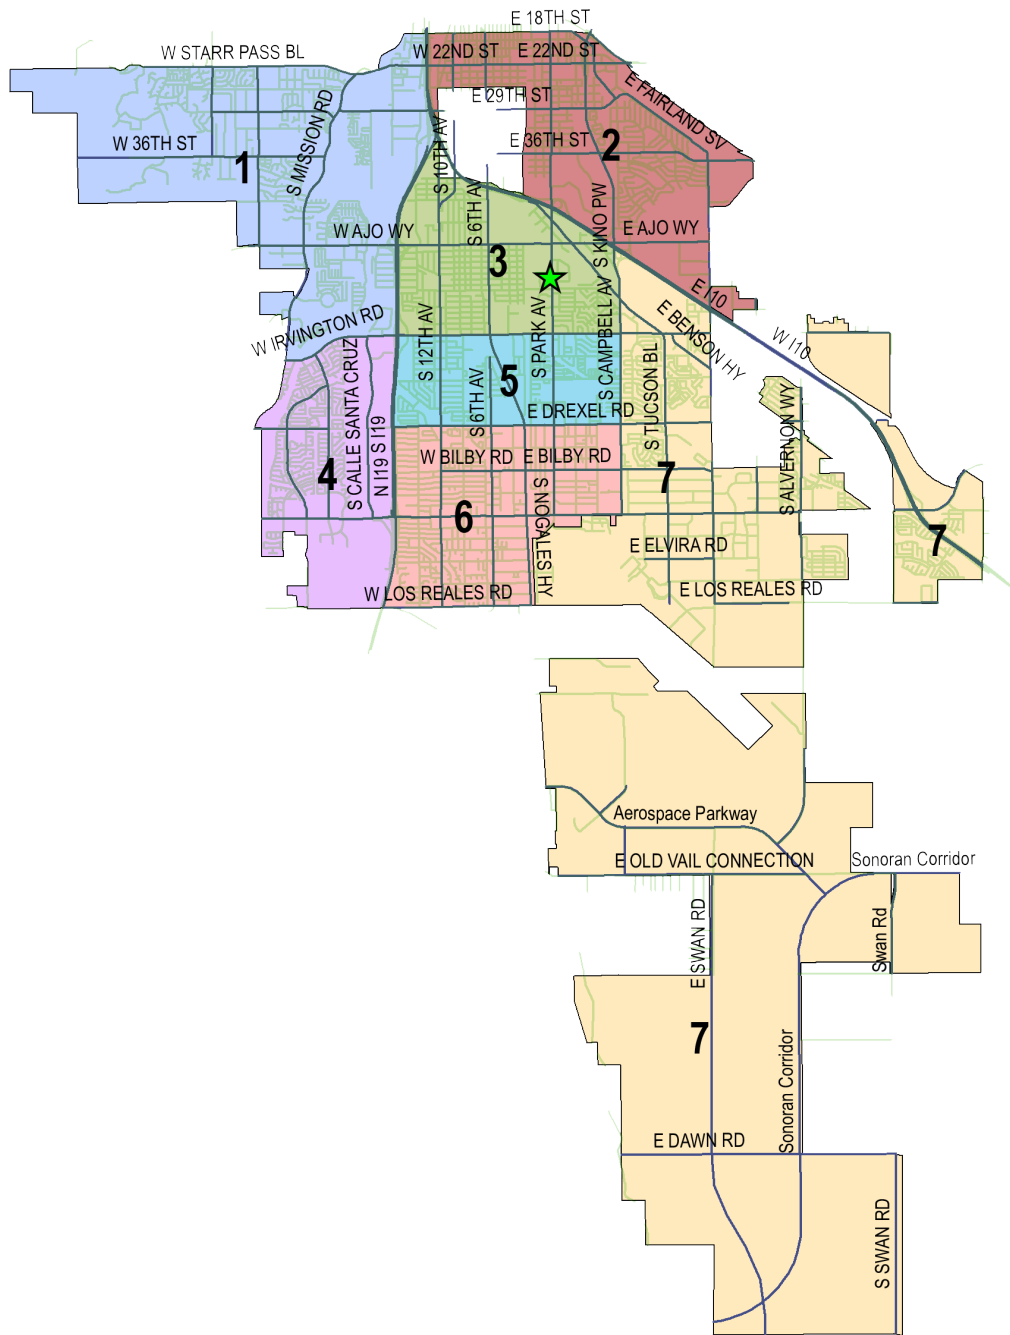 E 18TH ST
W STARR PASS BL
W 22ND ST
E 22ND ST
E FAIRLAND SV
E 29TH ST
S MISSION RD
S 10TH AV
W 36TH ST
E 36TH ST
1
2
S 6TH AV
S KINO PW
W AJO WY
E AJO WY
3
E I10
W IRVINGTON RD
S 12TH AV
S PARK AV
S CAMPBELL AV
E BENSON HY
W I10
S CALLE SANTA CRUZ
N I19 S I19
5
S 6TH AV
E DREXEL RD
S TUCSON BL
S ALVERNON WY
4
W BILBY RD
E BILBY RD
7
6
S NOGALES HY
E ELVIRA RD
7
W LOS REALES RD
E LOS REALES RD
Aerospace Parkway
E OLD VAIL CONNECTION
Sonoran Corridor
E SWAN RD
Swan Rd
7
Sonoran Corridor
E DAWN RD
S SWAN RD